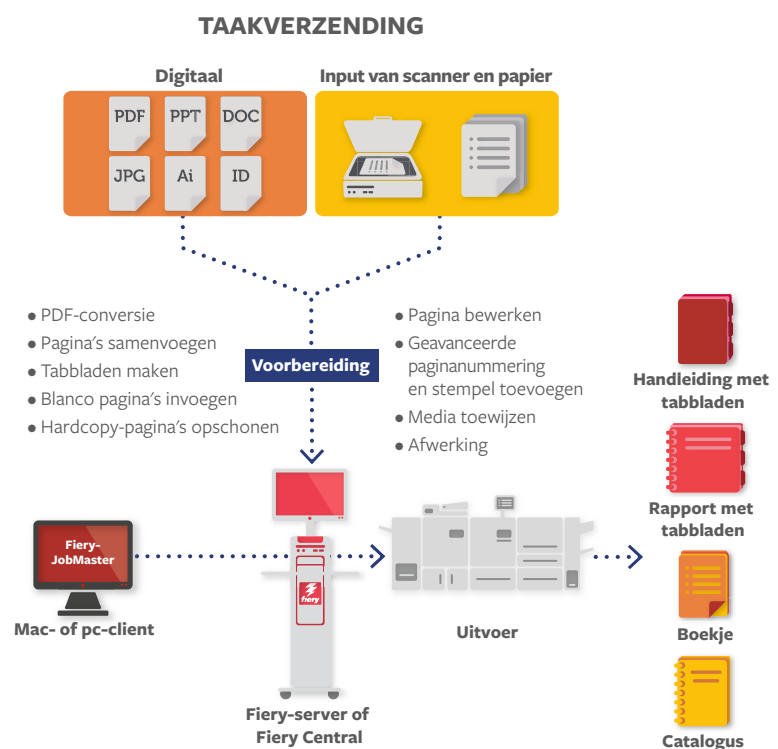 TAAKVERZENDING
Digitaal
Input van scanner en papier
PDF
PPT
DOC
JPG
Ai
ID
● PDF-conversie
● Pagina's samenvoegen
● Tabbladen maken
● Blanco pagina's invoegen
● Hardcopy-pagina's opschonen
Voorbereiding
● Pagina bewerken
● Geavanceerde
paginanummering
en stempel toevoegen
● Media toewijzen
● Afwerking
Handleiding met
tabbladen
Rapport met
tabbladen
Boekje
Catalogus
Fiery-
JobMaster
Mac- of pc-client
fiery
Fiery-server of
Fiery Central
Uitvoer